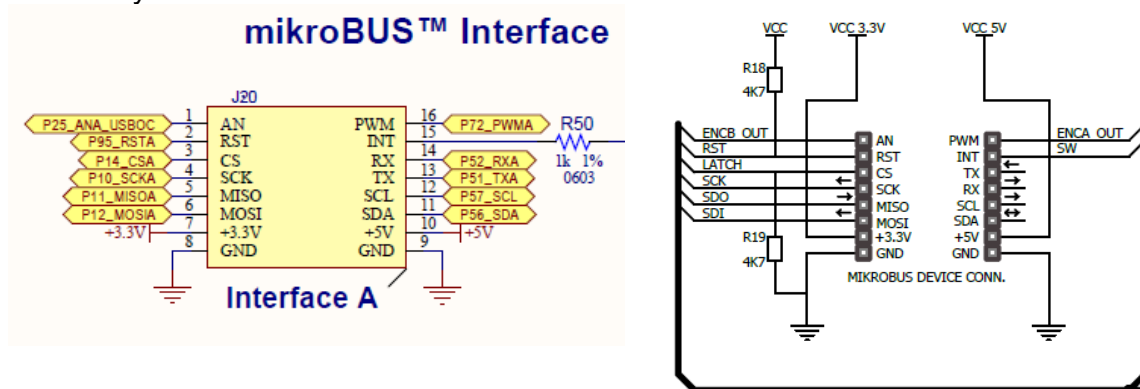 mikroBUS™ Interface
J20
P25_ANA_USBOC 1 AN PWM 16 P72_PWMA
P95_RSTA 2 RST INT 15 R50 1k 1% 0603
P14_CSA 3 CS RX 14 P52_RXA
P10_SCKA 4 SCK TX 13 P51_TXA
P11_MISOA 5 MISO SCL 12 P57_SCL
P12_MOSIA 6 MOSI SDA 11 P56_SDA
+3.3V 7 +3.3V +5V 10 +5V
8 GND GND 9
Interface A
VCC VCC 3.3V VCC 5V
R18
4K7
ENCB OUT AN PWM ENCA OUT
RST RST INT SW
LATCH CS TX
SCK SCK RX
SDO MISO SCL
SDI MOSI SDA
+3.3V +5V
R19 GND GND
4K7
MIKROBUS DEVICE CONN.